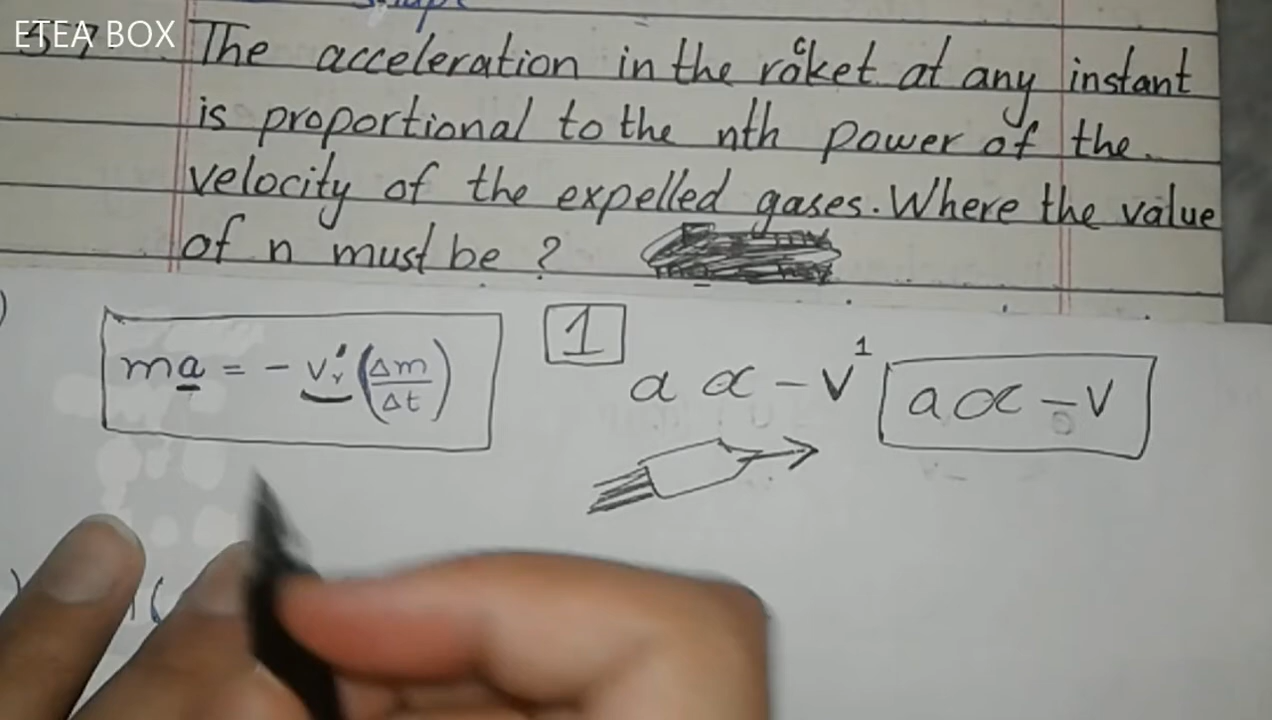 ETEA BOX
The acceleration in the rocket at any instant
is proportional to the nth power of the.
velocity of the expelled gases. Where the value
of n must be ?
ma = - v'r (Δm/Δt)
1
a ∝ -v¹
a ∝ -v